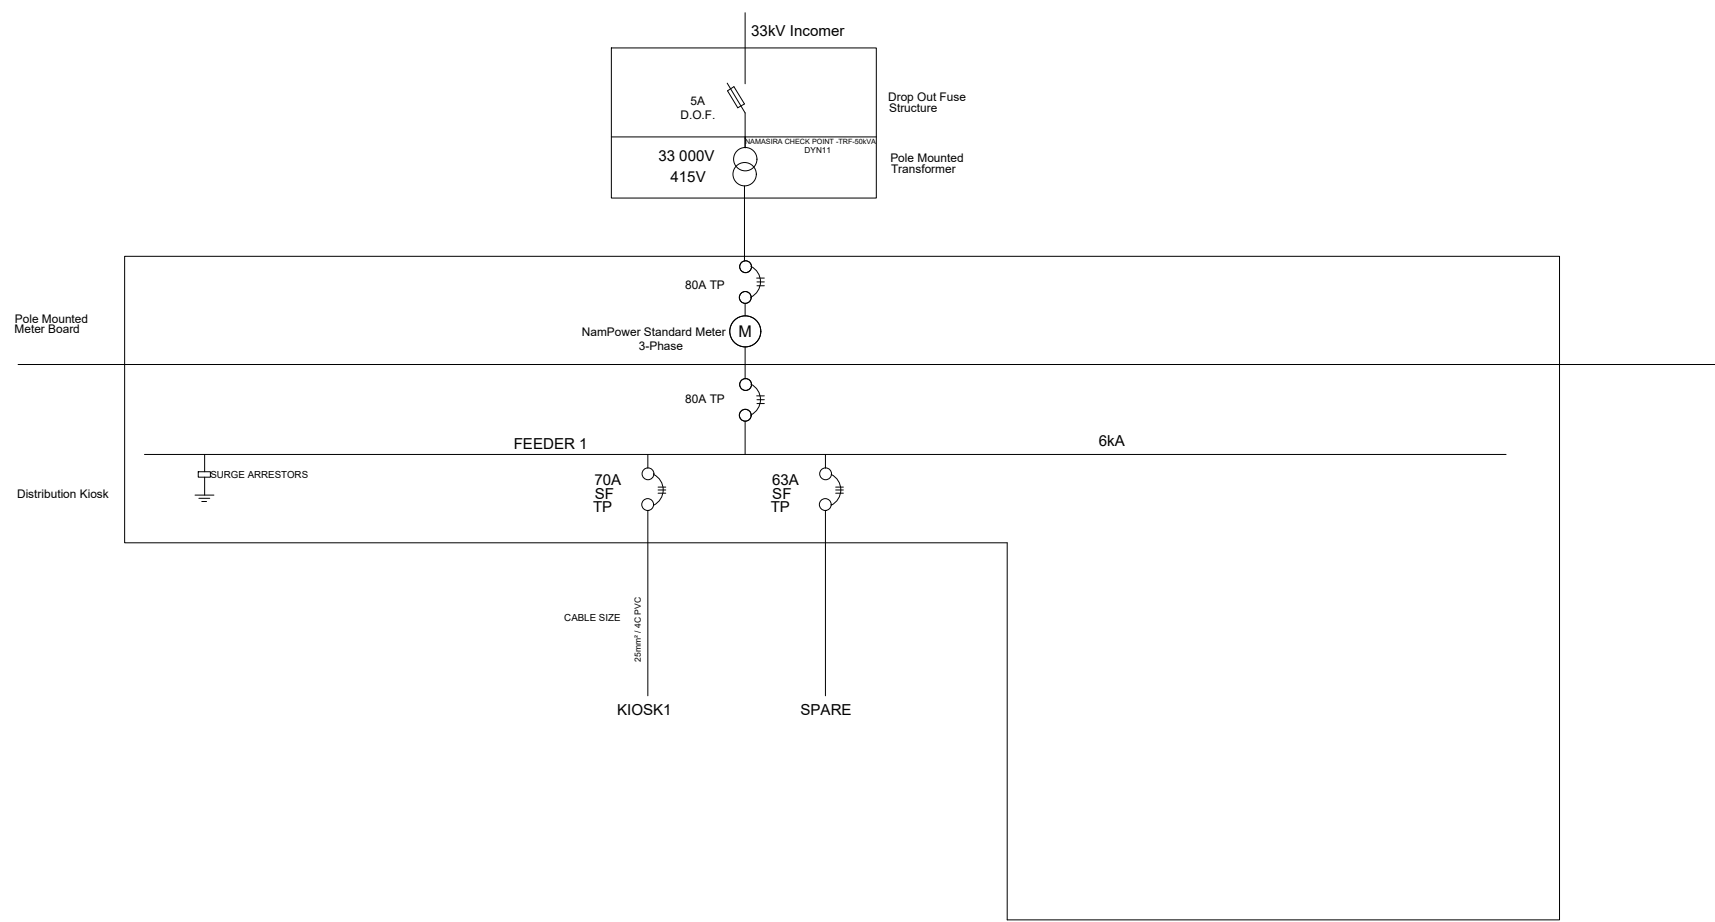 33kV Incomer
5A
D.O.F.
Drop Out Fuse
Structure
NAMASIRA CHECK POINT -TRF-50kVA
DYN11
33 000V
415V
Pole Mounted
Transformer
80A TP
Pole Mounted
Meter Board
NamPower Standard Meter
3-Phase
M
80A TP
FEEDER 1
6kA
SURGE ARRESTORS
Distribution Kiosk
70A
SF
TP
63A
SF
TP
CABLE SIZE
25mm² / 4C PVC
KIOSK1
SPARE